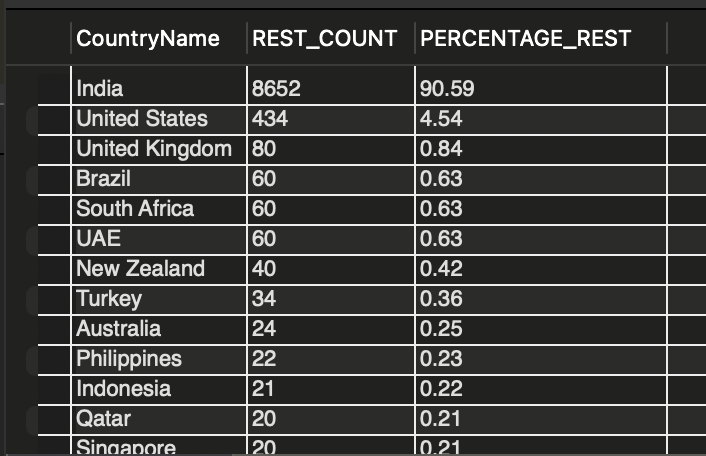 CountryName REST_COUNT PERCENTAGE_REST
India 8652 90.59
United States 434 4.54
United Kingdom 80 0.84
Brazil 60 0.63
South Africa 60 0.63
UAE 60 0.63
New Zealand 40 0.42
Turkey 34 0.36
Australia 24 0.25
Philippines 22 0.23
Indonesia 21 0.22
Qatar 20 0.21
Singapore 20 0.21